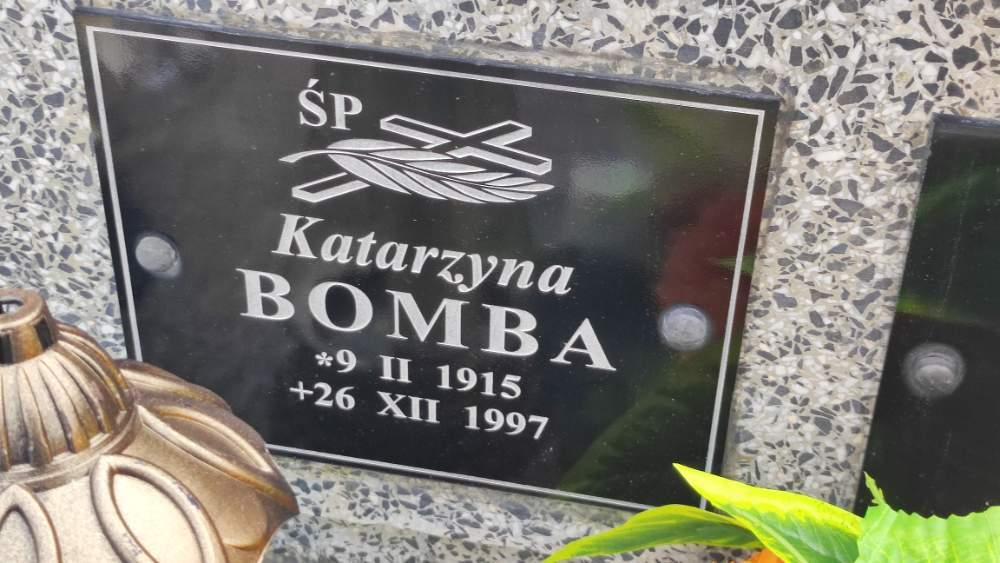 ŚP
Katarzyna
BOMBA
*9 II 1915
+26 XII 1997